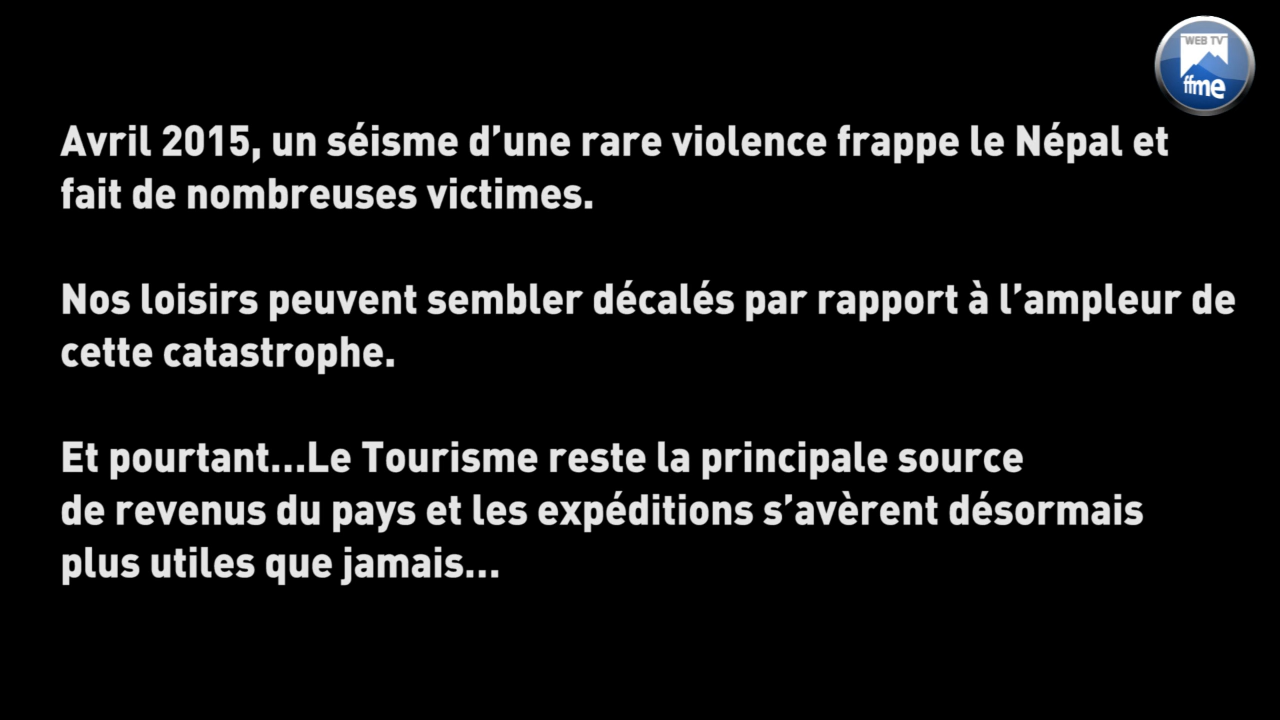 WEB TV
ffme
Avril 2015, un séisme d’une rare violence frappe le Népal et
fait de nombreuses victimes.
Nos loisirs peuvent sembler décalés par rapport à l’ampleur de
cette catastrophe.
Et pourtant...Le Tourisme reste la principale source
de revenus du pays et les expéditions s’avèrent désormais
plus utiles que jamais...